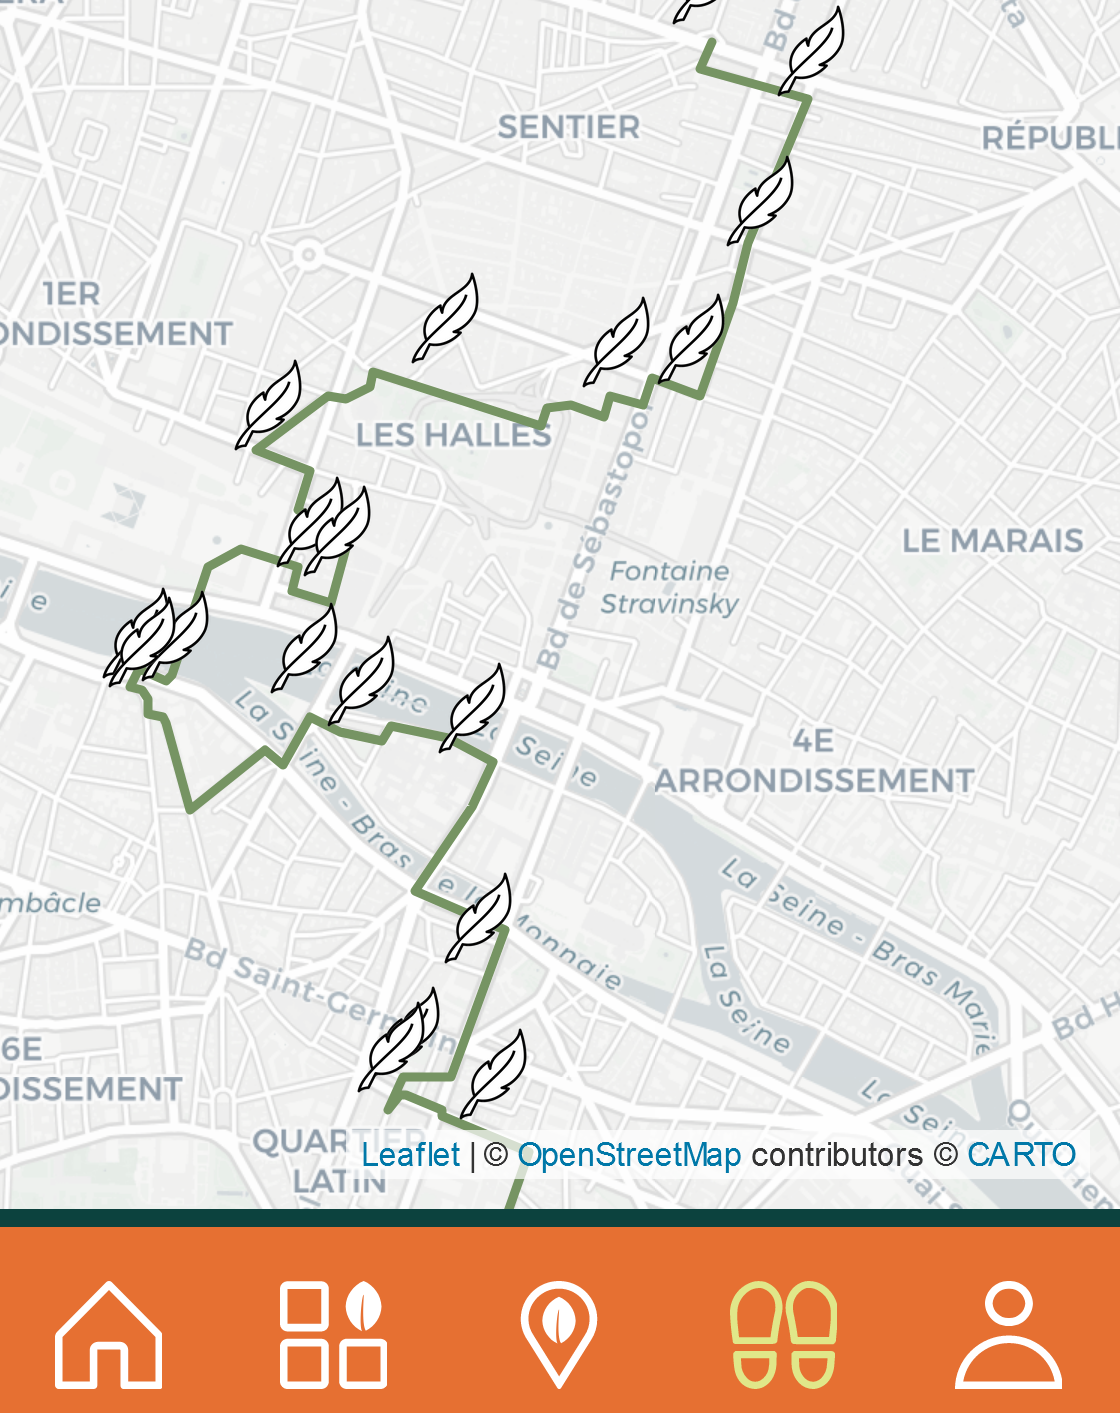 SENTIER
RÉPUBL
1ER
ONDISSEMENT
LES HALLES
Bd de Sébastopol
LE MARAIS
Fontaine
Stravinsky
La Seine - Bras
e la Monnaie
Seine
4E
ARRONDISSEMENT
La Seine - Bras Marie
La Seine
mbâcle
Bd Saint-Germain
6E
DISSEMENT
Bd H
La Seine
QUARTIER
LATIN
Leaflet | © OpenStreetMap contributors © CARTO